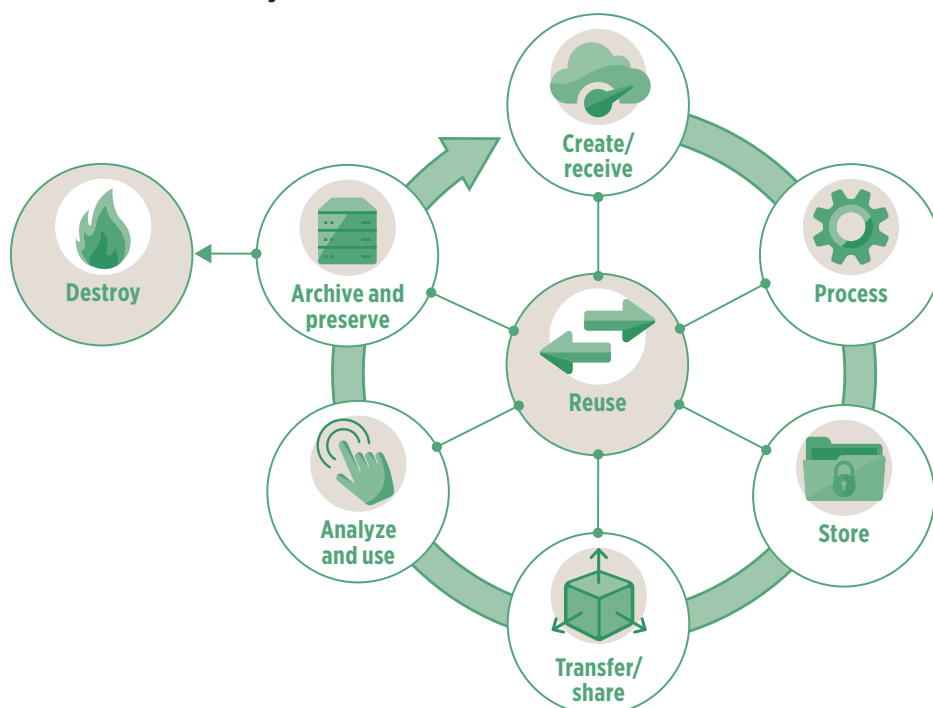 Create/
receive
Process
Store
Transfer/
share
Analyze
and use
Archive and
preserve
Destroy
Reuse